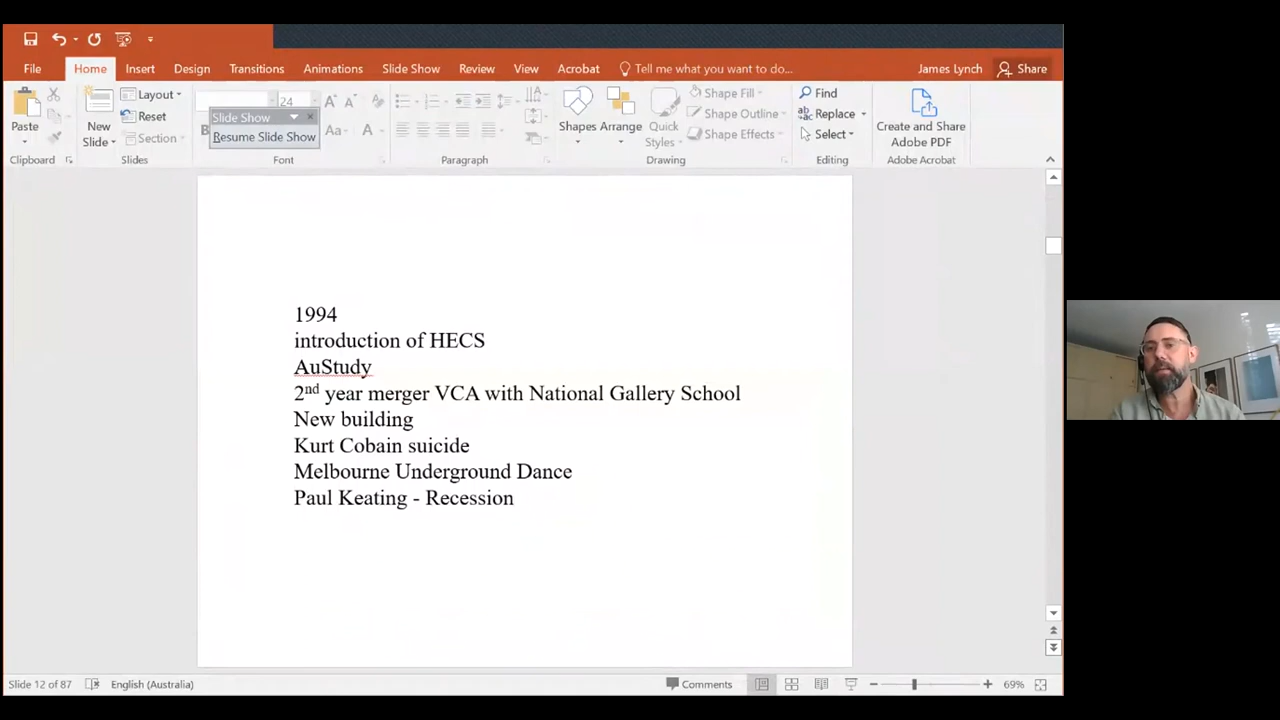 File Home Insert Design Transitions Animations Slide Show Review View Acrobat Tell me what you want to do... James Lynch Share
Paste
Clipboard
New
Slide
Layout
Reset
Section
Slides
24
Slide Show
Resume Slide Show
B
Aa
A
Font
Paragraph
Shapes
Arrange
Quick
Styles
Shape Fill
Shape Outline
Shape Effects
Drawing
Find
Replace
Select
Editing
Create and Share
Adobe PDF
Adobe Acrobat
1994
introduction of HECS
AuStudy
2nd year merger VCA with National Gallery School
New building
Kurt Cobain suicide
Melbourne Underground Dance
Paul Keating - Recession
Slide 12 of 87 English (Australia) Comments 69%